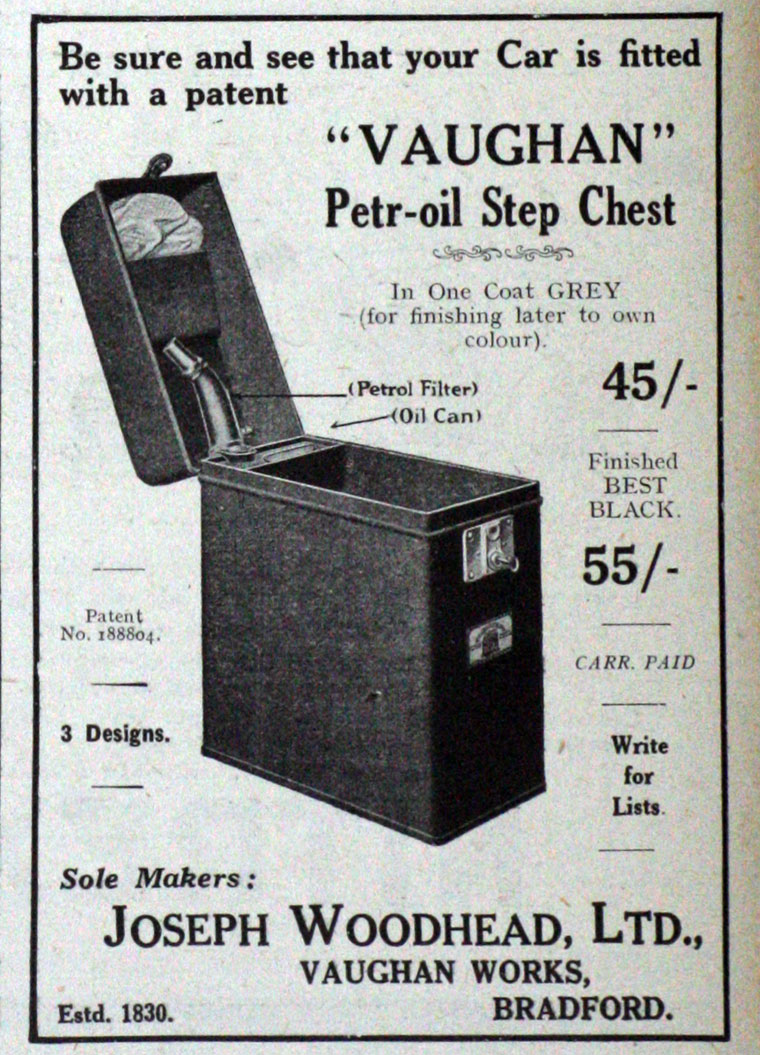 Be sure and see that your Car is fitted
with a patent
"VAUGHAN"
Petr-oil Step Chest
In One Coat GREY
(for finishing later to own
colour).
45/-
(Petrol Filter)
(Oil Can)
Finished
BEST
BLACK.
55/-
Patent
No. 188804.
CARR. PAID
3 Designs.
Write
for
Lists.
Sole Makers:
JOSEPH WOODHEAD, LTD.,
VAUGHAN WORKS,
Estd. 1830.
BRADFORD.